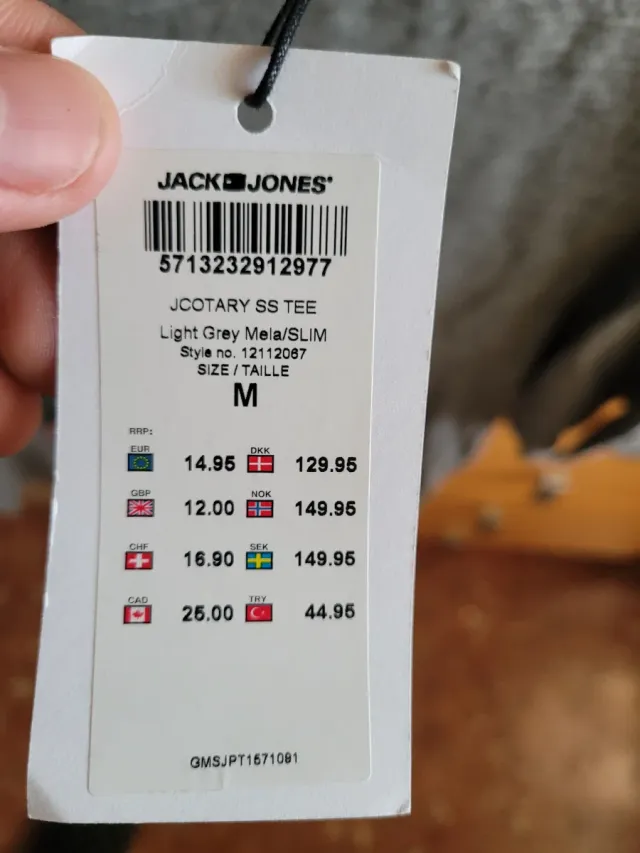 JACK JONES®
5713232912977
JCOTARY SS TEE
Light Grey Mela/SLIM
Style no. 12112067
SIZE / TAILLE
M
RRP:
EUR 14.95 DKK 129.95
GBP 12.00 NOK 149.95
CHF 16.90 SEK 149.95
CAD 25.00 TRY 44.95
GMSJPT1571091